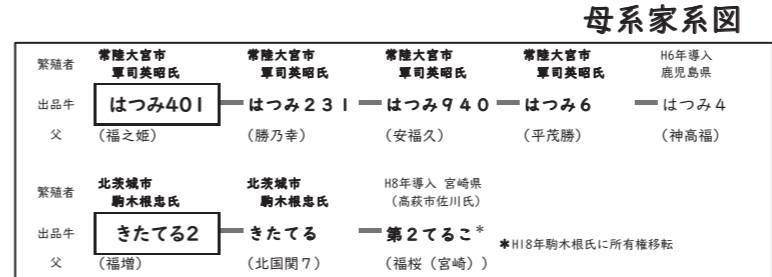 母系家系図
繁殖者 常陸大宮市 常陸大宮市 常陸大宮市 常陸大宮市 H6年導入
軍司英昭氏 軍司英昭氏 軍司英昭氏 軍司英昭氏 鹿児島県
出品牛 はつみ401 はつみ231 はつみ940 はつみ6 はつみ4
父 (福之姫) (勝乃幸) (安福久) (平茂勝) (神高福)
繁殖者 北茨城市 北茨城市 H8年導入 宮崎県
駒木根忠氏 駒木根忠氏 (高萩市佐川氏)
出品牛 きたてる2 きたてる 第2てるこ* *H18年駒木根氏に所有権移転
父 (福増) (北国関7) (福桜(宮崎))